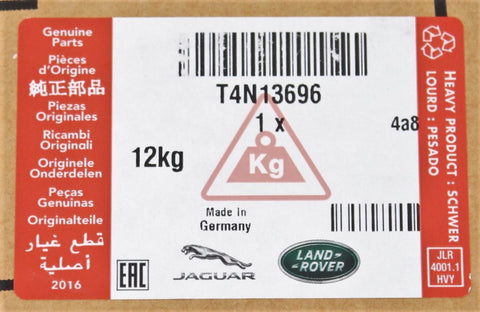 Genuine
Parts
Pièces
d'Origine
純正部品
Piezas
Originales
Ricambi
Originali
Originele
Onderdelen
Peças
Genuinas
Originalteile
قطع غيار
أصلية
2016
T4N13696
1 x
4a8
12kg
Kg
Made in
Germany
EAC
JAGUAR
LAND-
ROVER
HEAVY PRODUCT : SCHWER
LOURD : PESADO
JLR
4001.1
HVY